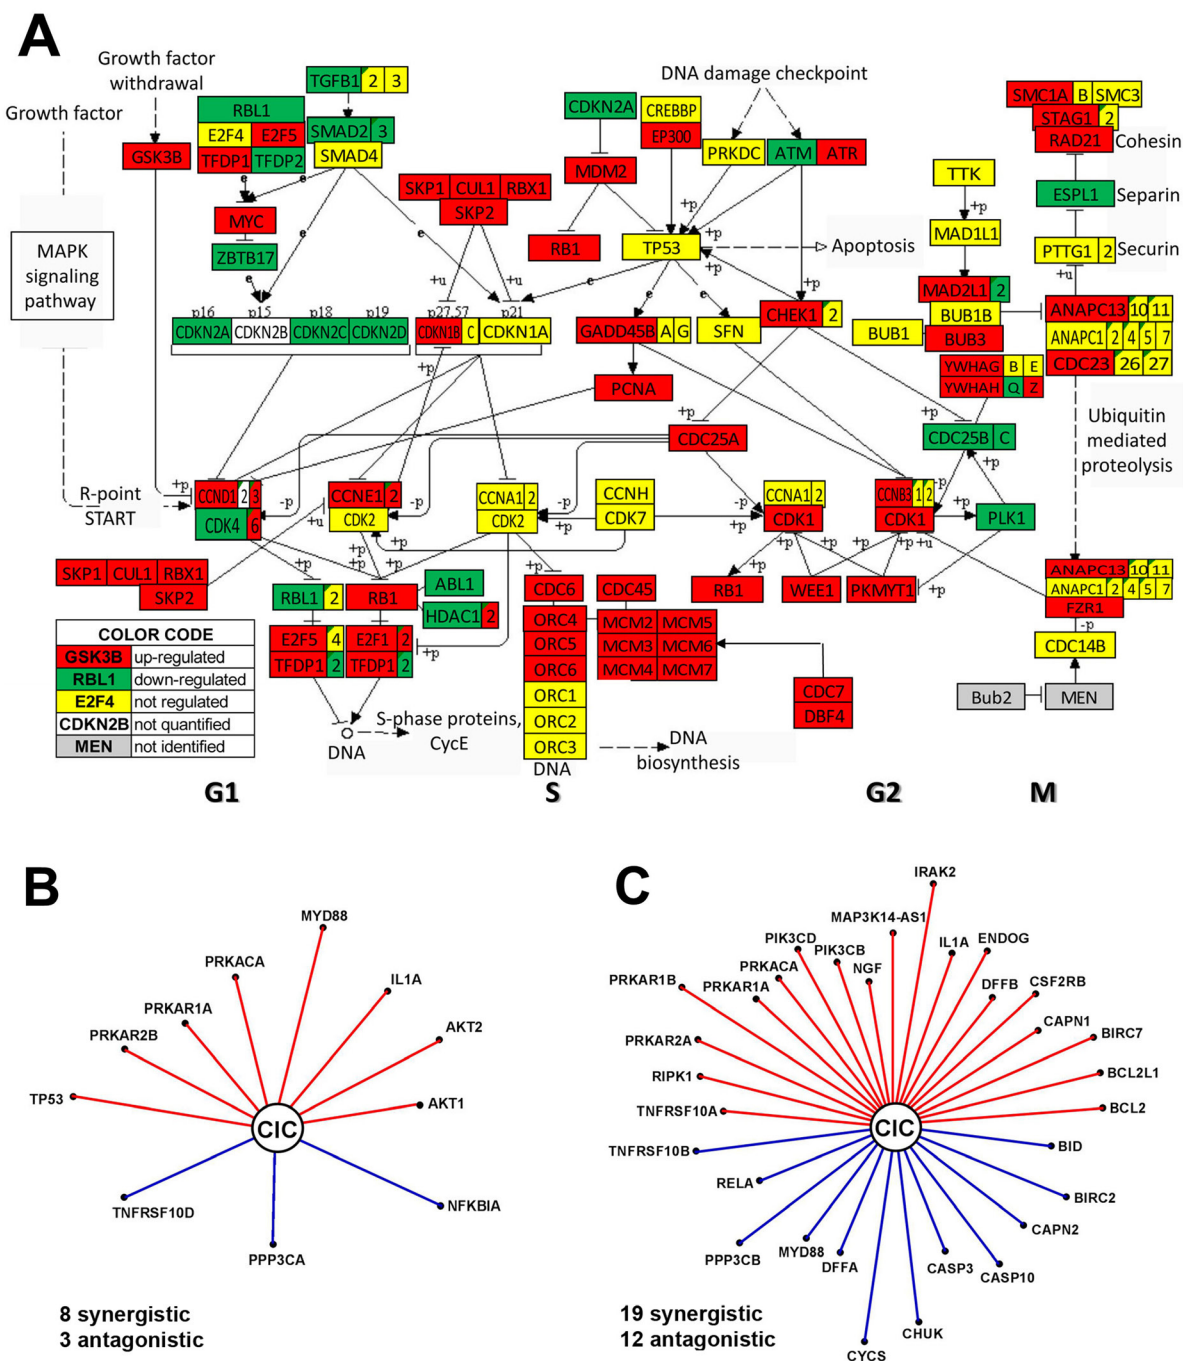 A
Growth factor
withdrawal
Growth factor
TGFB1 2 3
DNA damage checkpoint
RBL1
E2F4 E2F5
TFDP1 TFDP2
SMAD2 3
SMAD4
GSK3B
CDKN2A
CREBBP
EP300
PRKDC
ATM ATR
SMC1A B SMC3
STAG1 2
RAD21
Cohesin
MDM2
SKP1 CUL1 RBX1
SKP2
TTK
ESPL1
Separin
e
e
MYC
ZBTB17
e
e
RB1
TP53
+p
+p
+p
Apoptosis
+p
MAD1L1
PTTG1 2
Securin
MAPK
signaling
pathway
+u
+u
e
e
e
+p
+u
MAD2L1 2
BUB1B
BUB3
BUB1
p16
p15
p18
p19
CDKN2A CDKN2B CDKN2C CDKN2D
p27,57
p21
CDKN1B C CDKN1A
GADD45B A G
SFN
CHEK1 2
ANAPC13 10 11
ANAPC1 2 4 5 7
CDC23 26 27
YWHAG B E
YWHAH Q Z
+p
PCNA
+p
+p
CDC25A
CDC25B C
Ubiquitin
mediated
proteolysis
+p
R-point
START
+p
CCND1 2 3
CDK4 6
-p
CCNE1 2
CDK2
+u
-p
+p
+p
+p
CCNA1 2
CDK2
-p
+p
CCNH
CDK7
-p
+p
CCNA1 2
CDK1
CCNB3 1 2
CDK1
-p
+p
PLK1
+p
+p
+p
+u
SKP1 CUL1 RBX1
SKP2
+p
RBL1 2
RB1
ABL1
HDAC1 2
+p
CDC6
CDC45
RB1
WEE1
PKMYT1
+p
ANAPC13 10 11
ANAPC1 2 4 5 7
FZR1
-p
CDC14B
E2F5 4
TFDP1 2
E2F1 2
TFDP1 2
+p
ORC4
ORC5
ORC6
ORC1
ORC2
ORC3
DNA
MCM2 MCM5
MCM3 MCM6
MCM4 MCM7
CDC7
DBF4
Bub2
MEN
COLOR CODE
GSK3B up-regulated
RBL1 down-regulated
E2F4 not regulated
CDKN2B not quantified
MEN not identified
DNA
S-phase proteins,
CycE
DNA
biosynthesis
G1
S
G2
M
B
MYD88
PRKACA
IL1A
PRKAR1A
PRKAR2B
AKT2
TP53
AKT1
CIC
TNFRSF10D
NFKBIA
PPP3CA
8 synergistic
3 antagonistic
C
IRAK2
MAP3K14-AS1
PIK3CD
PIK3CB
IL1A
ENDOG
PRKACA
NGF
PRKAR1B
PRKAR1A
DFFB
CSF2RB
PRKAR2A
CAPN1
BIRC7
RIPK1
BCL2L1
TNFRSF10A
BCL2
CIC
TNFRSF10B
BID
RELA
BIRC2
PPP3CB
MYD88
CAPN2
DFFA
CASP3
CASP10
CHUK
CYCS
19 synergistic
12 antagonistic